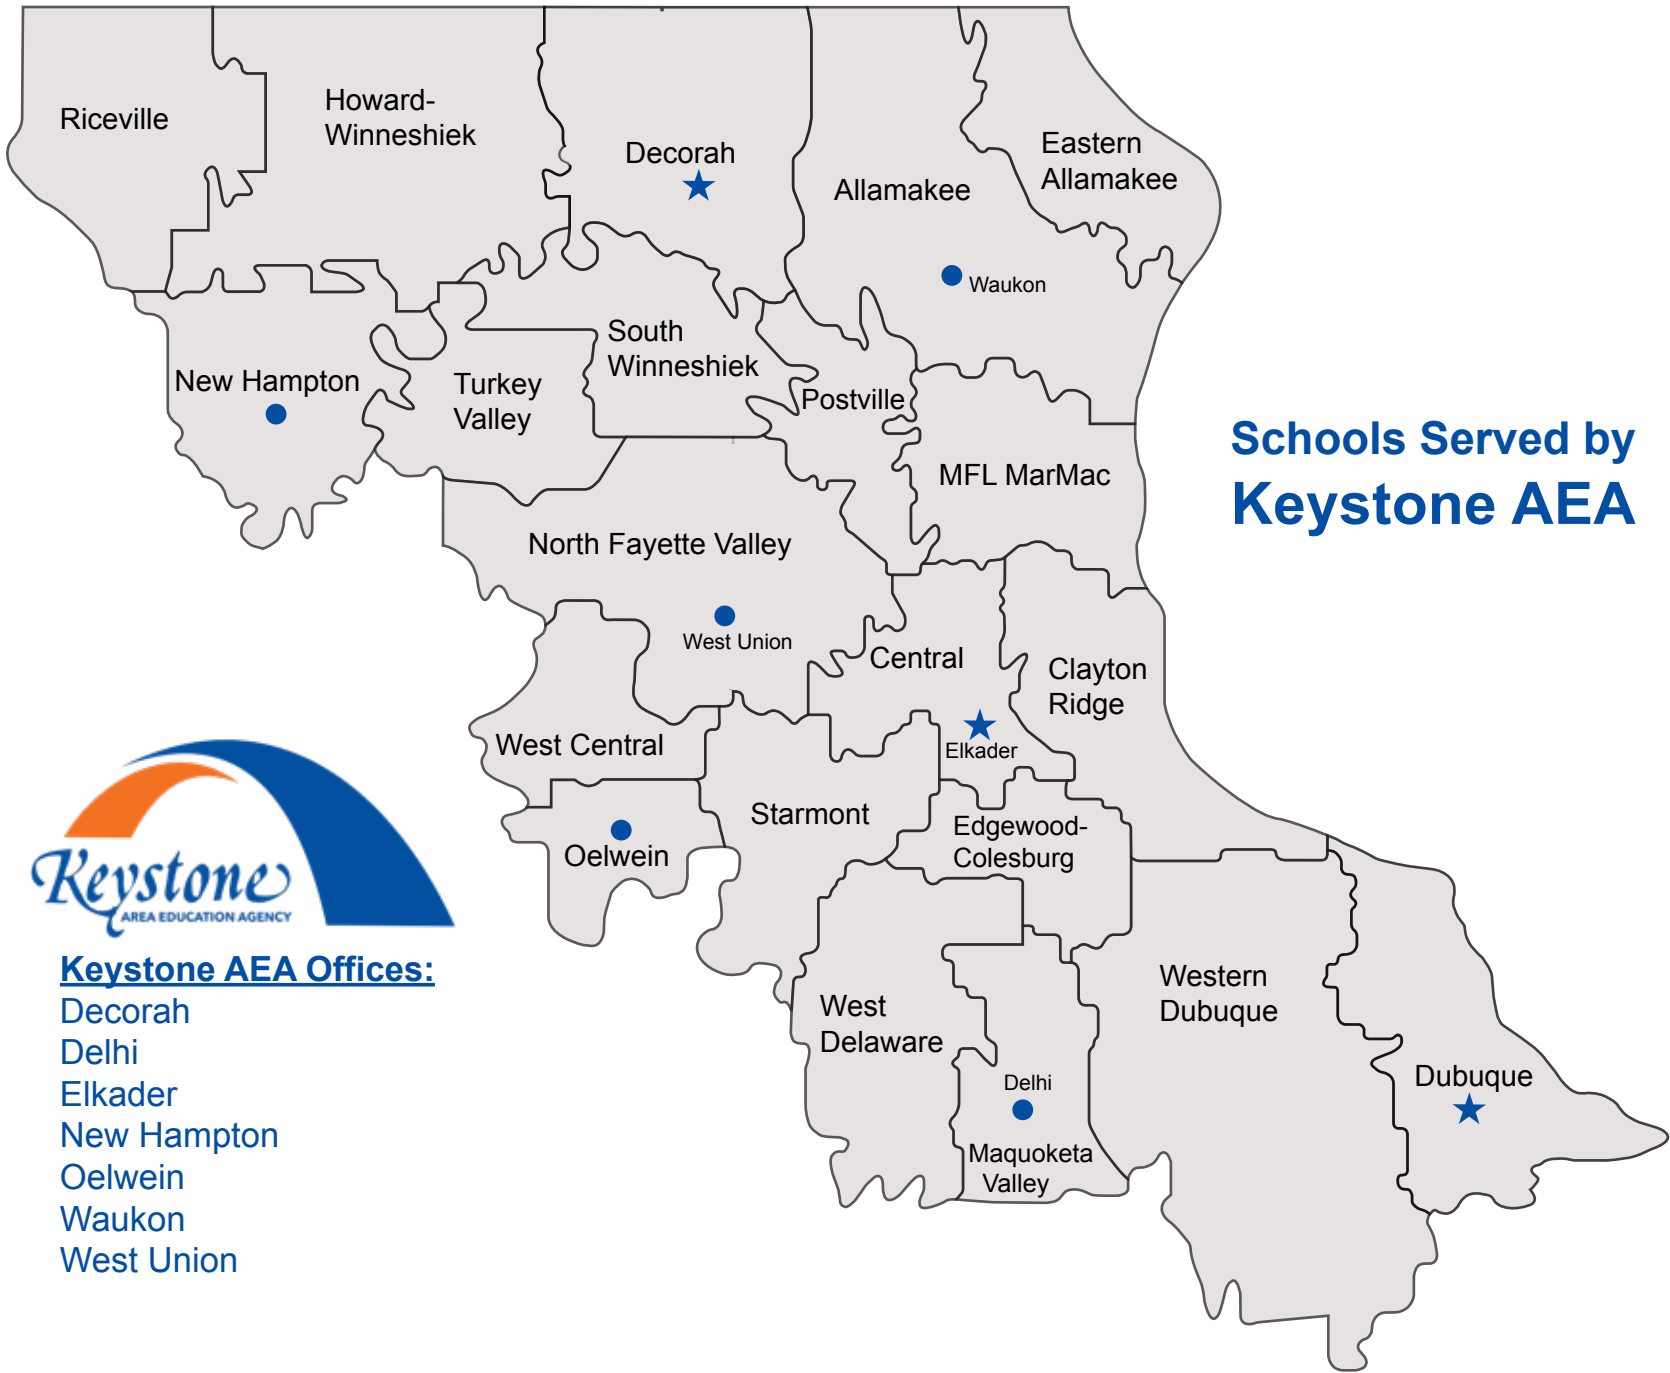 Riceville
Howard-
Winneshiek
Decorah
Allamakee
Eastern
Allamakee
Waukon
New Hampton
Turkey
Valley
South
Winneshiek
Postville
MFL MarMac
Schools Served by
Keystone AEA
North Fayette Valley
West Union
Central
Clayton
Ridge
West Central
Elkader
Starmont
Edgewood-
Colesburg
Oelwein
Keystone
AREA EDUCATION AGENCY
Keystone AEA Offices:
Decorah
Delhi
Elkader
New Hampton
Oelwein
Waukon
West Union
West
Delaware
Western
Dubuque
Delhi
Maquoketa
Valley
Dubuque